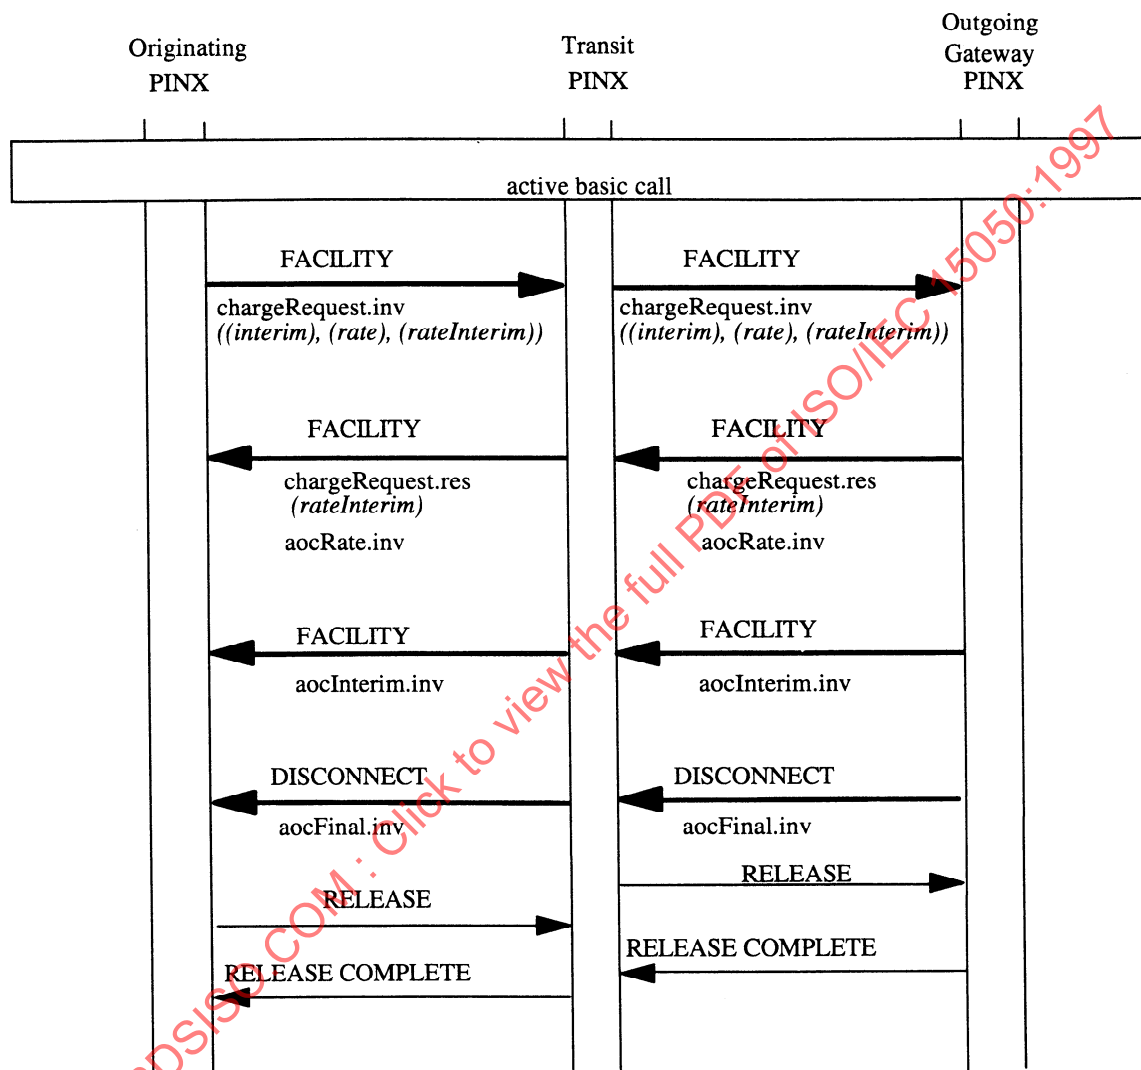 Originating
PINX
Transit
PINX
Outgoing
Gateway
PINX
active basic call
FACILITY
FACILITY
chargeRequest.inv
((interim), (rate), (rateInterim))
chargeRequest.inv
((interim), (rate), (rateInterim))
FACILITY
FACILITY
chargeRequest.res
(rateInterim)
chargeRequest.res
(rateInterim)
aocRate.inv
aocRate.inv
FACILITY
FACILITY
aocInterim.inv
aocInterim.inv
DISCONNECT
DISCONNECT
aocFinal.inv
aocFinal.inv
RELEASE
RELEASE
RELEASE COMPLETE
RELEASE COMPLETE
DSISO.COM : Click to view the full PDF of ISO/IEC 15050:1997